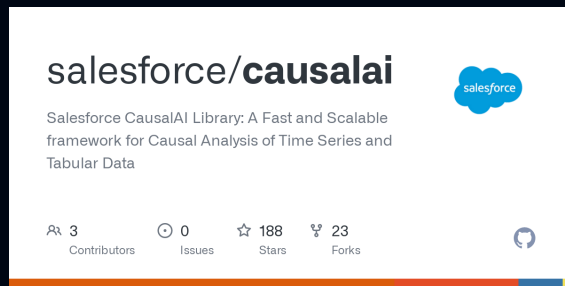 salesforce/causalai
salesforce
Salesforce CausalAI Library: A Fast and Scalable
framework for Causal Analysis of Time Series and
Tabular Data
3
Contributors
0
Issues
188
Stars
23
Forks